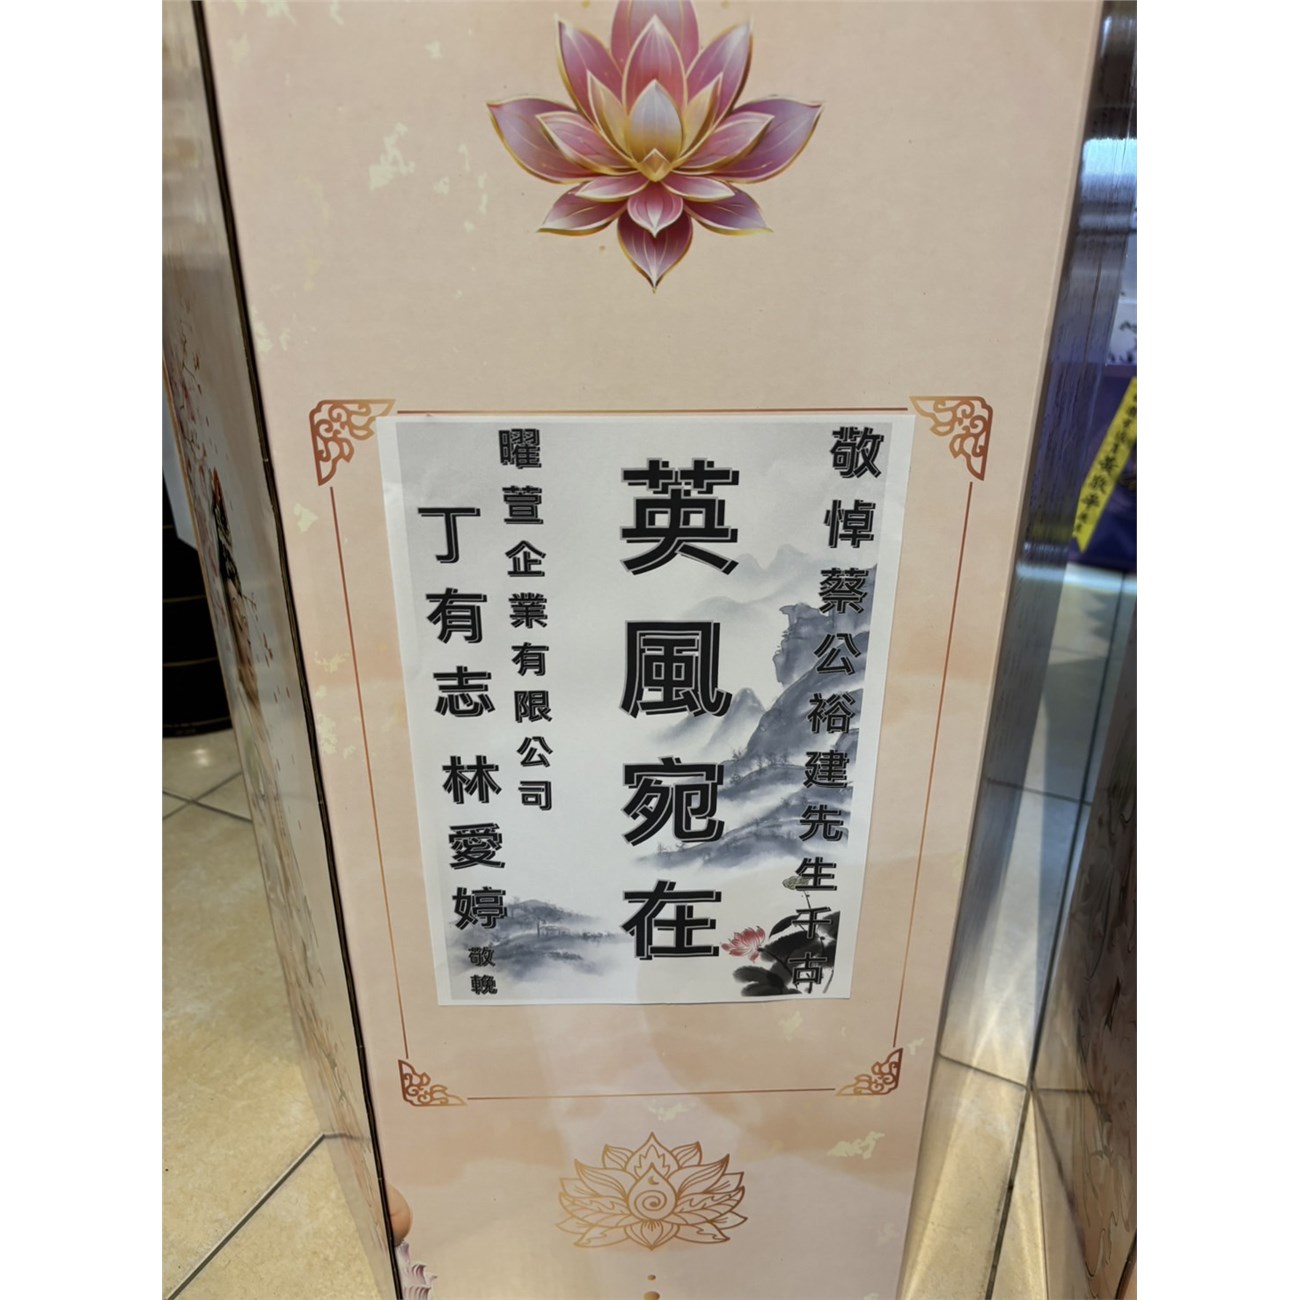 敬悼蔡公裕建先生千古
英風宛在
曜萱企業有限公司
丁有志 林愛婷 敬輓